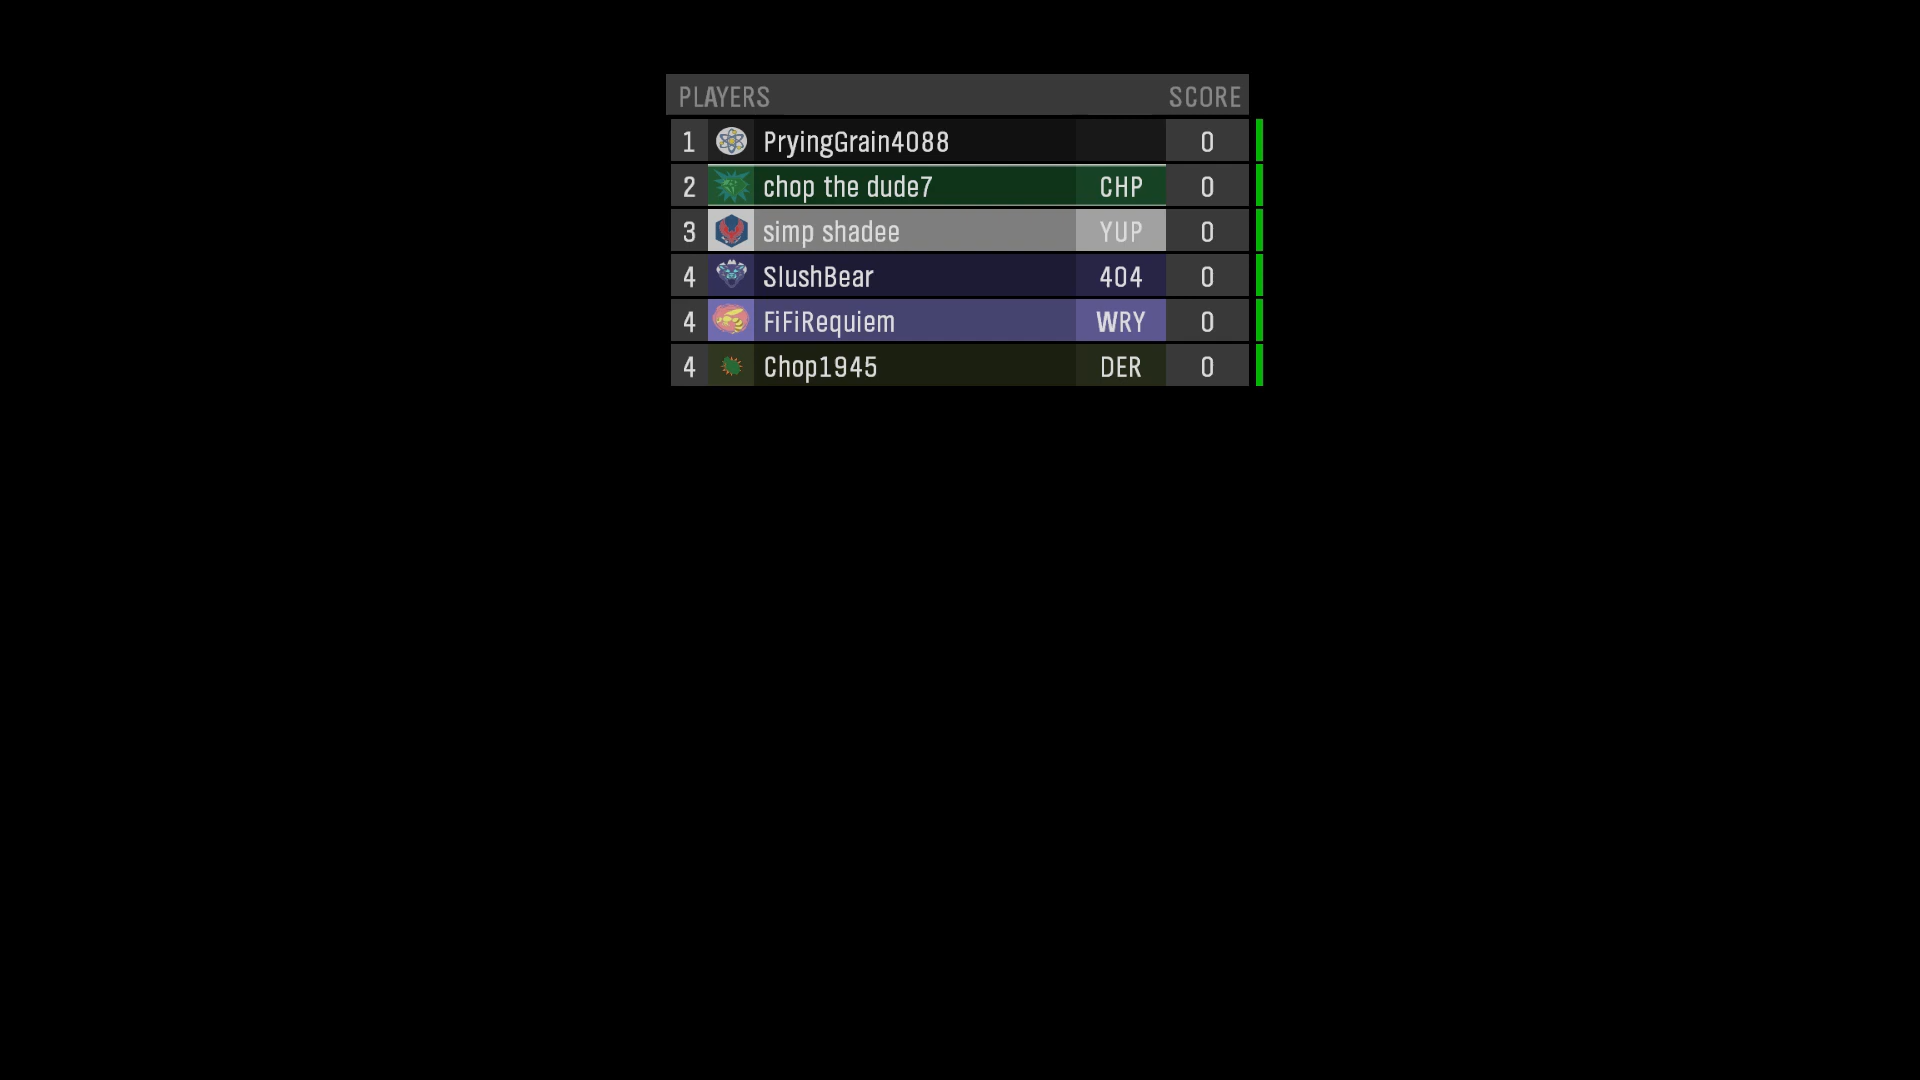 PLAYERS SCORE
1 PryingGrain4088 0
2 chop the dude7 CHP 0
3 simp shadee YUP 0
4 SlushBear 404 0
4 FiFiRequiem WRY 0
4 Chop1945 DER 0